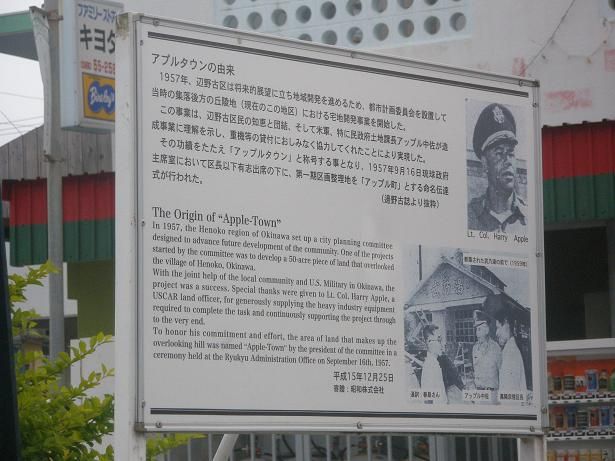 ファミリーストアー
キヨタ
Booky's
アプルタウンの由来
1957年、辺野古区は将来的展望に立ち地域開発を進めるため、都市計画委員会を設置して
当時の集落後方の丘陵地(現在のこの地区)における宅地開発事業を開始した。
この事業は、辺野古区民の知恵と団結、そして米軍、特に民政府土地課長アップル中佐が造
成事業に理解を示し、重機等の貸付におしみなく協力してくれたことにより実現した。
その功績をたたえ「アップルタウン」と称号する事となり、1957年9月16日琉球政府
主席室において区長以下有志出席の下に、第一期区画整理地を「アップル町」とする命名伝達
式が行われた。
(辺野古誌より抜粋)
Lt. Col. Harry Apple
The Origin of "Apple-Town"
In 1957, the Henoko region of Okinawa set up a city planning committee
designed to advance future development of the community. One of the projects
started by the committee was to develop a 50-acre piece of land that overlooked
the village of Henoko, Okinawa.
With the joint help of the local community and U.S. Military in Okinawa, the
project was a success. Special thanks were given to Lt. Col. Harry Apple, a
USCAR land officer, for generously supplying the heavy industry equipment
required to complete the task and continuously supporting the project through
to the very end.
To honor his commitment and effort, the area of land that makes up the
overlooking hill was named "Apple-Town" by the president of the committee in a
ceremony held at the Ryukyu Administration Office on September 16th, 1957.
平成15年12月25日
寄贈:昭和株式会社
アップル中佐